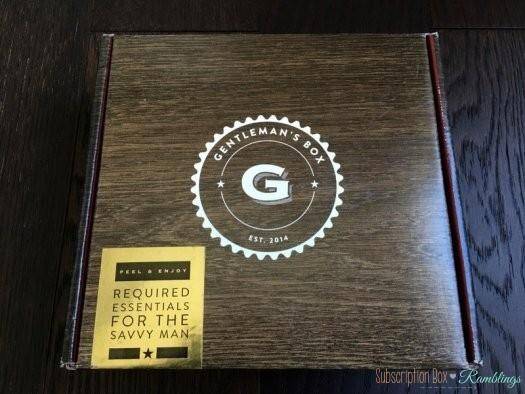 GENTLEMAN'S BOX
G
EST. 2014
PEEL & ENJOY
REQUIRED
ESSENTIALS
FOR THE
SAVVY MAN
Subscription Box Ramblings